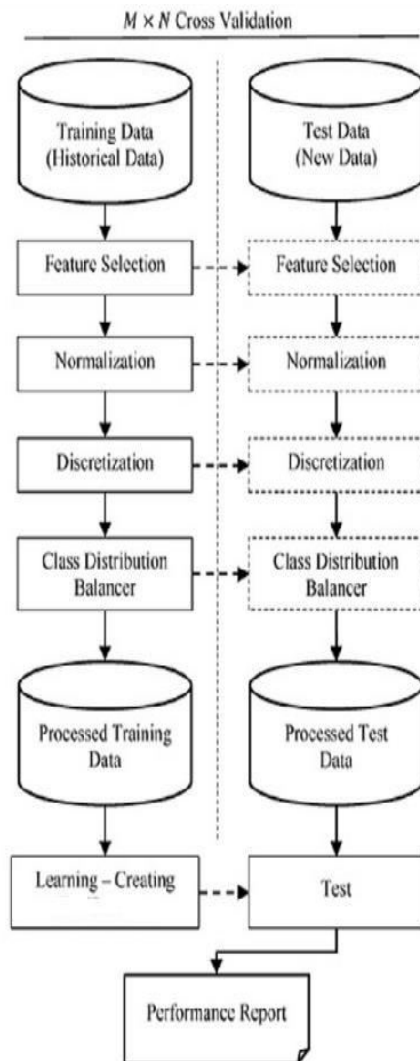 M × N Cross Validation
Training Data
(Historical Data)
Test Data
(New Data)
Feature Selection
Feature Selection
Normalization
Normalization
Discretization
Discretization
Class Distribution
Balancer
Class Distribution
Balancer
Processed Training
Data
Processed Test
Data
Learning – Creating
Test
Performance Report